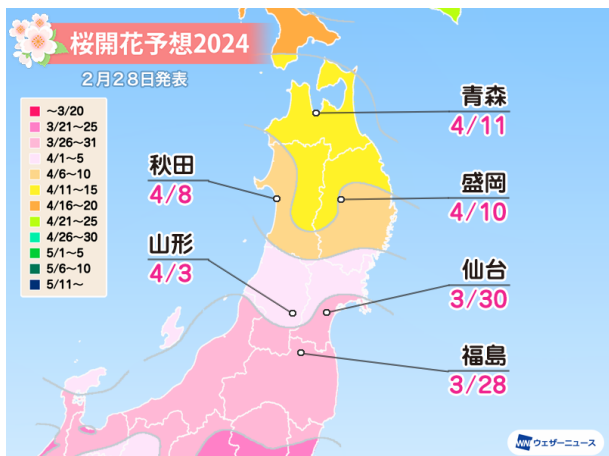 桜開花予想2024
2月28日発表
~3/20
3/21~25
3/26~31
4/1~5
4/6~10
4/11~15
4/16~20
4/21~25
4/26~30
5/1~5
5/6~10
5/11~
青森
4/11
秋田
4/8
盛岡
4/10
山形
4/3
仙台
3/30
福島
3/28
WN ウェザーニュース